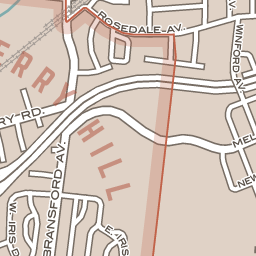 ROSEDALE-AV.
WINFORD-AV.
ERRY HILL
RY-RD.
MEL
NEW
BRANSFORD-AV.
W-IRIS-D
E-IRIS